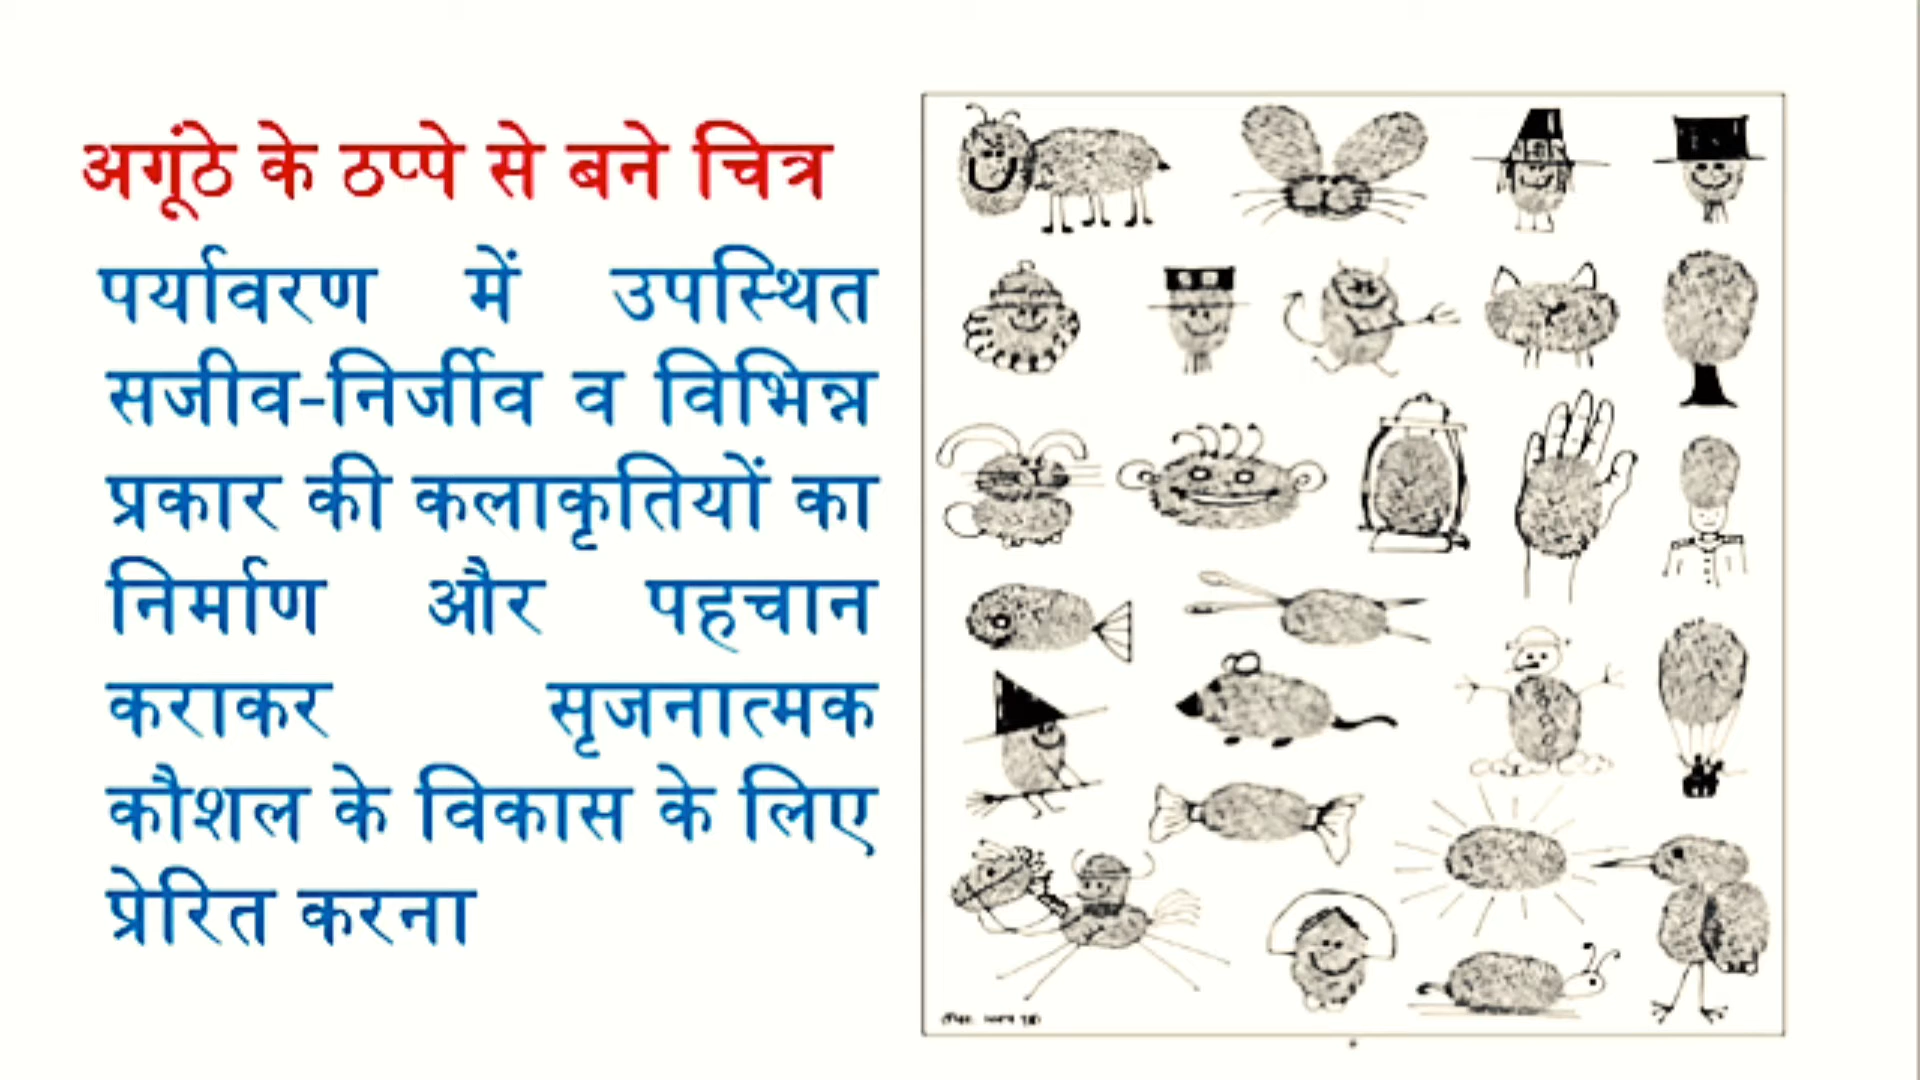 अगूंठे के ठप्पे से बने चित्र
पर्यावरण में उपस्थित
सजीव-निर्जीव व विभिन्न
प्रकार की कलाकृतियों का
निर्माण और पहचान
कराकर सृजनात्मक
कौशल के विकास के लिए
प्रेरित करना